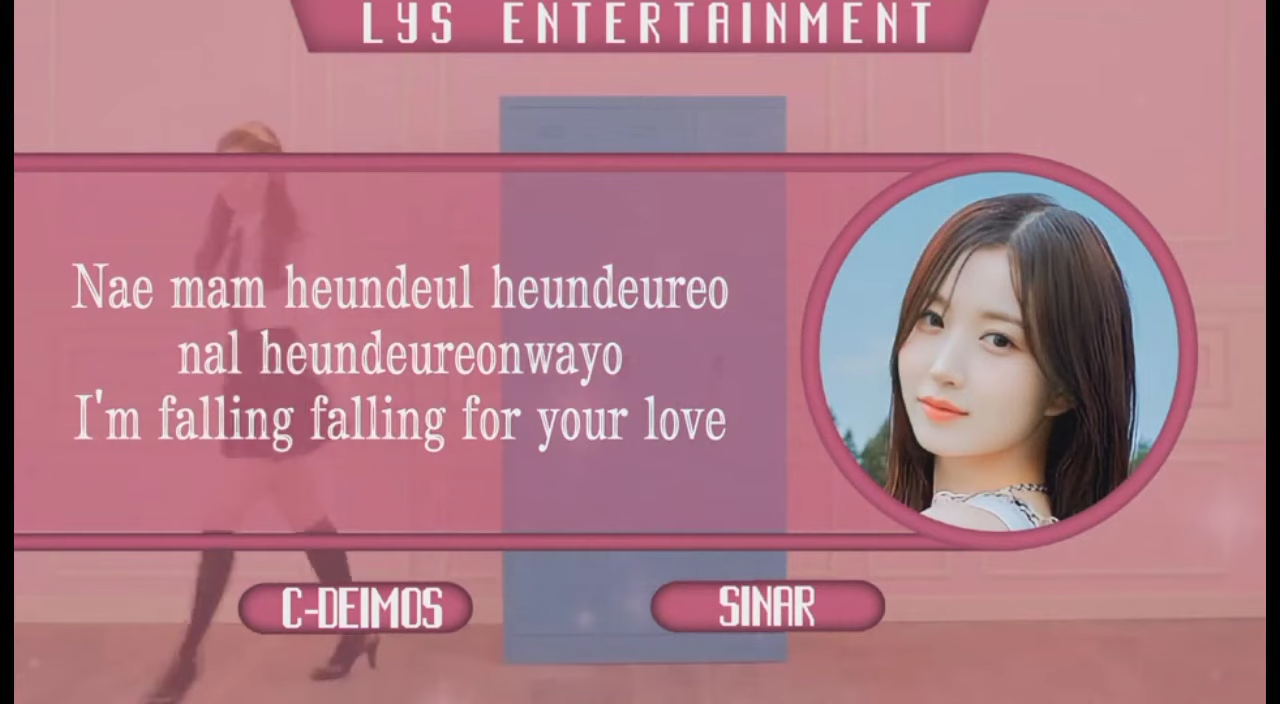 LYS ENTERTAINMENT
Nae mam heundeul heundeureo
nal heundeureonwayo
I'm falling falling for your love
C-DEIMOS
SINAR